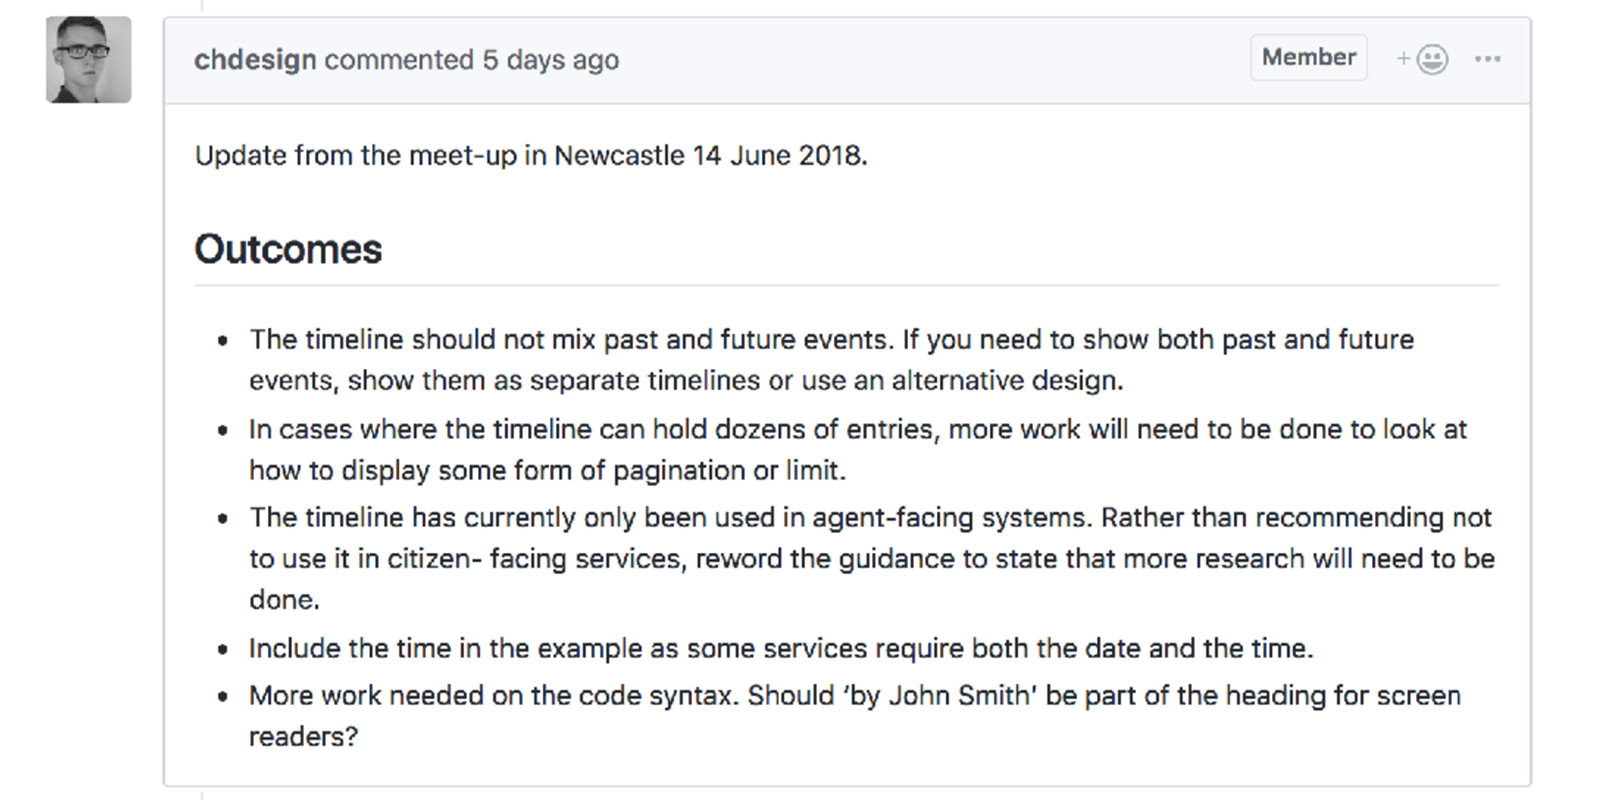 chdesign commented 5 days ago
Member
Update from the meet-up in Newcastle 14 June 2018.
Outcomes
The timeline should not mix past and future events. If you need to show both past and future
events, show them as separate timelines or use an alternative design.
In cases where the timeline can hold dozens of entries, more work will need to be done to look at
how to display some form of pagination or limit.
The timeline has currently only been used in agent-facing systems. Rather than recommending not
to use it in citizen- facing services, reword the guidance to state that more research will need to be
done.
Include the time in the example as some services require both the date and the time.
More work needed on the code syntax. Should ‘by John Smith’ be part of the heading for screen
readers?